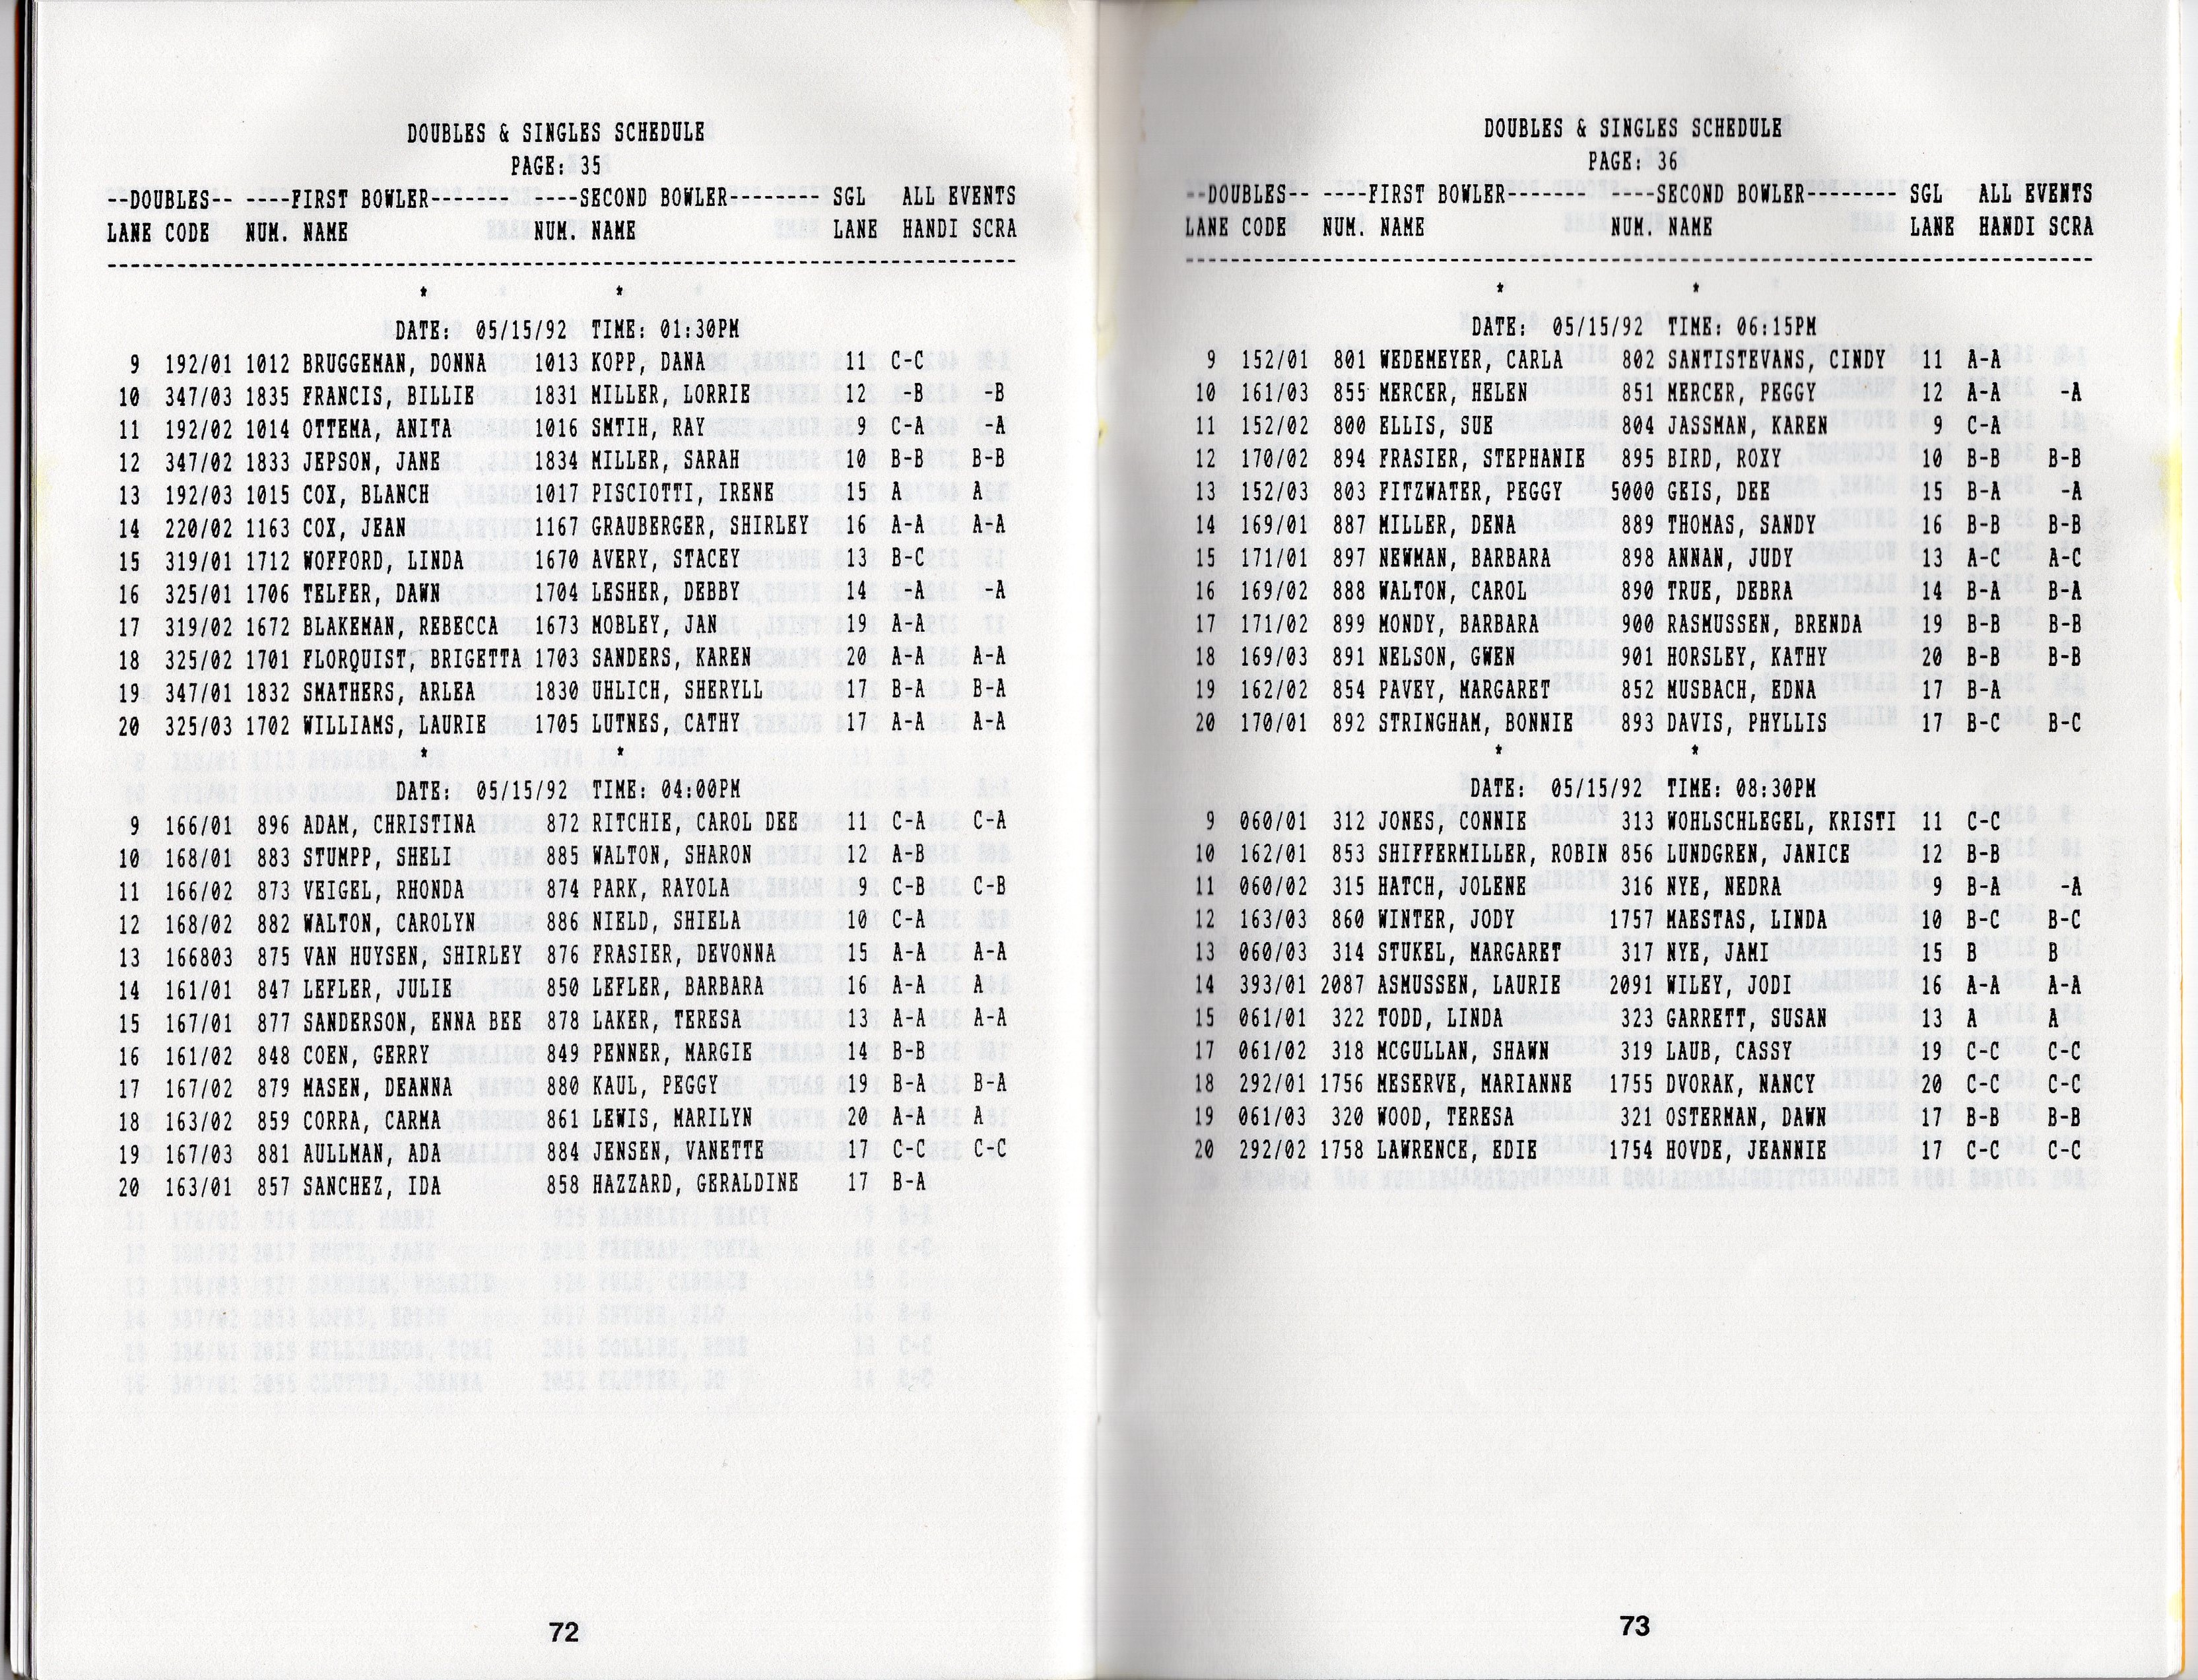 DOUBLES & SINGLES SCHEDULE
PAGE: 35
--DOUBLES-- ----FIRST BOWLER-------------SECOND BOWLER-------- SGL ALL EVENTS
LANE CODE NUM. NAME NUM. NAME LANE HANDI SCRA
-------------------------------------------------------------------------------
* *
DATE: 05/15/92 TIME: 01:30PM
9 192/01 1012 BRUGGEMAN, DONNA 1013 KOPP, DANA 11 C-C
10 347/03 1835 FRANCIS, BILLIE 1831 MILLER, LORRIE 12 -B -B
11 192/02 1014 OTTEMA, ANITA 1016 SMTIH, RAY 9 C-A -A
12 347/02 1833 JEPSON, JANE 1834 MILLER, SARAH 10 B-B B-B
13 192/03 1015 COX, BLANCH 1017 PISCIOTTI, IRENE 15 A A
14 220/02 1163 COX, JEAN 1167 GRAUBERGER, SHIRLEY 16 A-A A-A
15 319/01 1712 WOFFORD, LINDA 1670 AVERY, STACEY 13 B-C
16 325/01 1706 TELFER, DAWN 1704 LESHER, DEBBY 14 -A -A
17 319/02 1672 BLAKEMAN, REBECCA 1673 MOBLEY, JAN 19 A-A
18 325/02 1701 FLORQUIST, BRIGETTA 1703 SANDERS, KAREN 20 A-A A-A
19 347/01 1832 SMATHERS, ARLEA 1830 UHLICH, SHERYLL 17 B-A B-A
20 325/03 1702 WILLIAMS, LAURIE 1705 LUTNES, CATHY 17 A-A A-A
* *
DATE: 05/15/92 TIME: 04:00PM
9 166/01 896 ADAM, CHRISTINA 872 RITCHIE, CAROL DEE 11 C-A C-A
10 168/01 883 STUMPP, SHELI 885 WALTON, SHARON 12 A-B
11 166/02 873 VEIGEL, RHONDA 874 PARK, RAYOLA 9 C-B C-B
12 168/02 882 WALTON, CAROLYN 886 NIELD, SHIELA 10 C-A
13 166803 875 VAN HUYSEN, SHIRLEY 876 FRASIER, DEVONNA 15 A-A A-A
14 161/01 847 LEFLER, JULIE 850 LEFLER, BARBARA 16 A-A A
15 167/01 877 SANDERSON, ENNA BEE 878 LAKER, TERESA 13 A-A A-A
16 161/02 848 COEN, GERRY 849 PENNER, MARGIE 14 B-B
17 167/02 879 MASEN, DEANNA 880 KAUL, PEGGY 19 B-A B-A
18 163/02 859 CORRA, CARMA 861 LEWIS, MARILYN 20 A-A A
19 167/03 881 AULLMAN, ADA 884 JENSEN, VANETTE 17 C-C C-C
20 163/01 857 SANCHEZ, IDA 858 HAZZARD, GERALDINE 17 B-A
72
DOUBLES & SINGLES SCHEDULE
PAGE: 36
--DOUBLES-- ----FIRST BOWLER------- ----SECOND BOWLER-------- SGL ALL EVENTS
LANE CODE NUM. NAME NUM. NAME LANE HANDI SCRA
-------------------------------------------------------------------------------
* *
DATE: 05/15/92 TIME: 06:15PM
9 152/01 801 WEDEMEYER, CARLA 802 SANTISTEVANS, CINDY 11 A-A
10 161/03 855 MERCER, HELEN 851 MERCER, PEGGY 12 A-A -A
11 152/02 800 ELLIS, SUE 804 JASSMAN, KAREN 9 C-A
12 170/02 894 FRASIER, STEPHANIE 895 BIRD, ROXY 10 B-B B-B
13 152/03 803 FITZWATER, PEGGY 5000 GEIS, DEE 15 B-A -A
14 169/01 887 MILLER, DENA 889 THOMAS, SANDY 16 B-B B-B
15 171/01 897 NEWMAN, BARBARA 898 ANNAN, JUDY 13 A-C A-C
16 169/02 888 WALTON, CAROL 890 TRUE, DEBRA 14 B-A B-A
17 171/02 899 MONDY, BARBARA 900 RASMUSSEN, BRENDA 19 B-B B-B
18 169/03 891 NELSON, GWEN 901 HORSLEY, KATHY 20 B-B B-B
19 162/02 854 PAVEY, MARGARET 852 MUSBACH, EDNA 17 B-A
20 170/01 892 STRINGHAM, BONNIE 893 DAVIS, PHYLLIS 17 B-C B-C
* *
DATE: 05/15/92 TIME: 08:30PM
9 060/01 312 JONES, CONNIE 313 WOHLSCHLEGEL, KRISTI 11 C-C
10 162/01 853 SHIFFERMILLER, ROBIN 856 LUNDGREN, JANICE 12 B-B
11 060/02 315 HATCH, JOLENE 316 NYE, NEDRA 9 B-A -A
12 163/03 860 WINTER, JODY 1757 MAESTAS, LINDA 10 B-C B-C
13 060/03 314 STUKEL, MARGARET 317 NYE, JAMI 15 B B
14 393/01 2087 ASMUSSEN, LAURIE 2091 WILEY, JODI 16 A-A A-A
15 061/01 322 TODD, LINDA 323 GARRETT, SUSAN 13 A A
17 061/02 318 MCGULLAN, SHAWN 319 LAUB, CASSY 19 C-C C-C
18 292/01 1756 MESERVE, MARIANNE 1755 DVORAK, NANCY 20 C-C C-C
19 061/03 320 WOOD, TERESA 321 OSTERMAN, DAWN 17 B-B B-B
20 292/02 1758 LAWRENCE, EDIE 1754 HOVDE, JEANNIE 17 C-C C-C
73